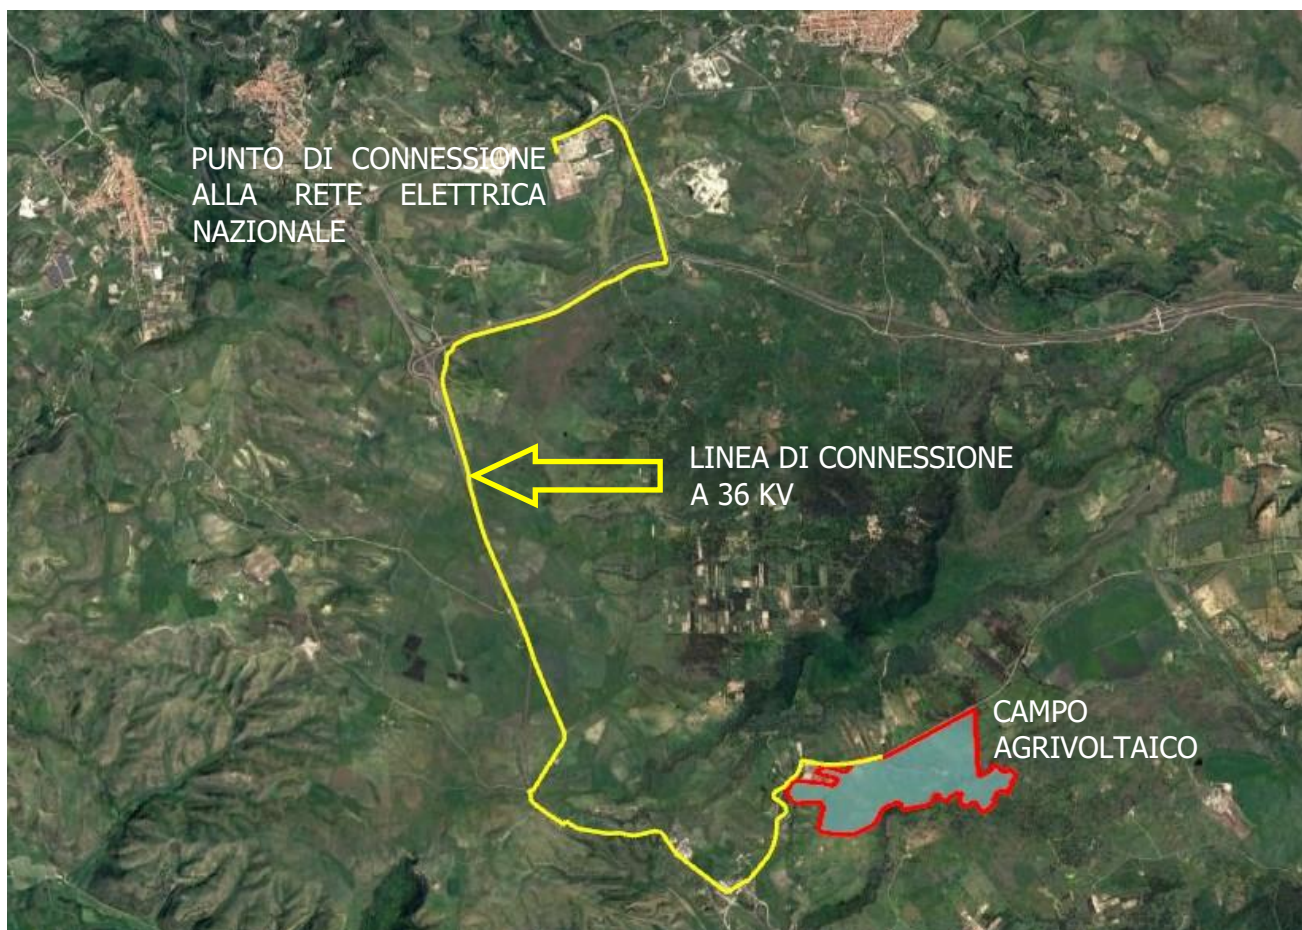 PUNTO DI CONNESSIONE
ALLA RETE ELETTRICA
NAZIONALE
LINEA DI CONNESSIONE
A 36 KV
CAMPO
AGRIVOLTAICO